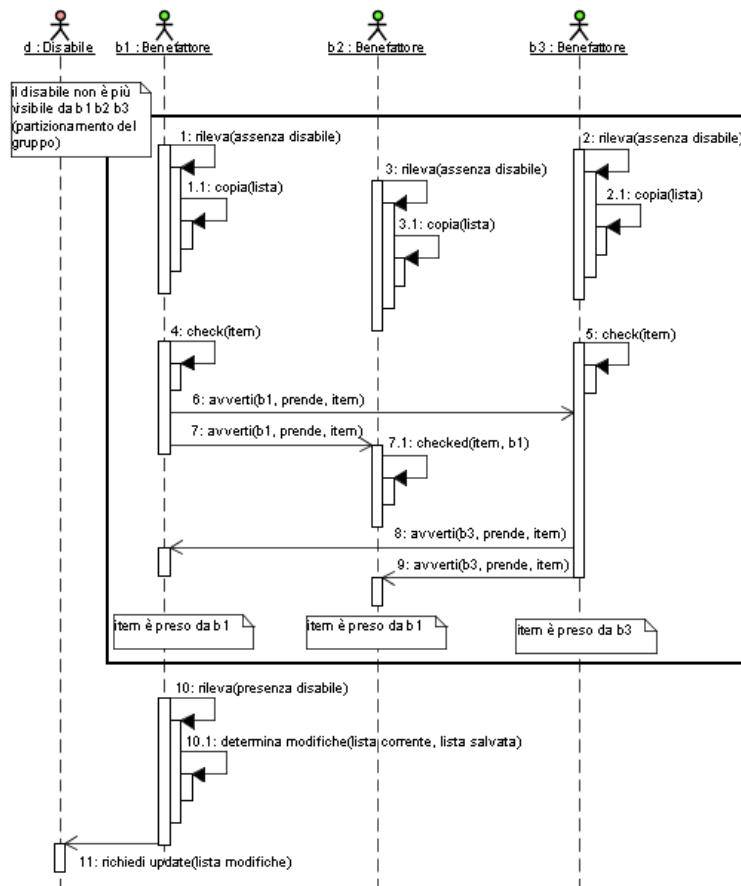 d : Disabile
b1 : Benefattore
b2 : Benefattore
b3 : Benefattore
il disabile non è più
visibile da b1 b2 b3
(partizionamento del
gruppo)
1: rileva(assenza disabile)
2: rileva(assenza disabile)
3: rileva(assenza disabile)
1.1: copia(lista)
2.1: copia(lista)
3.1: copia(lista)
4: check(item)
5: check(item)
6: avverti(b1, prende, item)
7: avverti(b1, prende, item)
7.1: checked(item, b1)
8: avverti(b3, prende, item)
9: avverti(b3, prende, item)
item è preso da b1
item è preso da b1
item è preso da b3
10: rileva(presenza disabile)
10.1: determina modifiche(lista corrente, lista salvata)
11: richiedi update(lista modifiche)